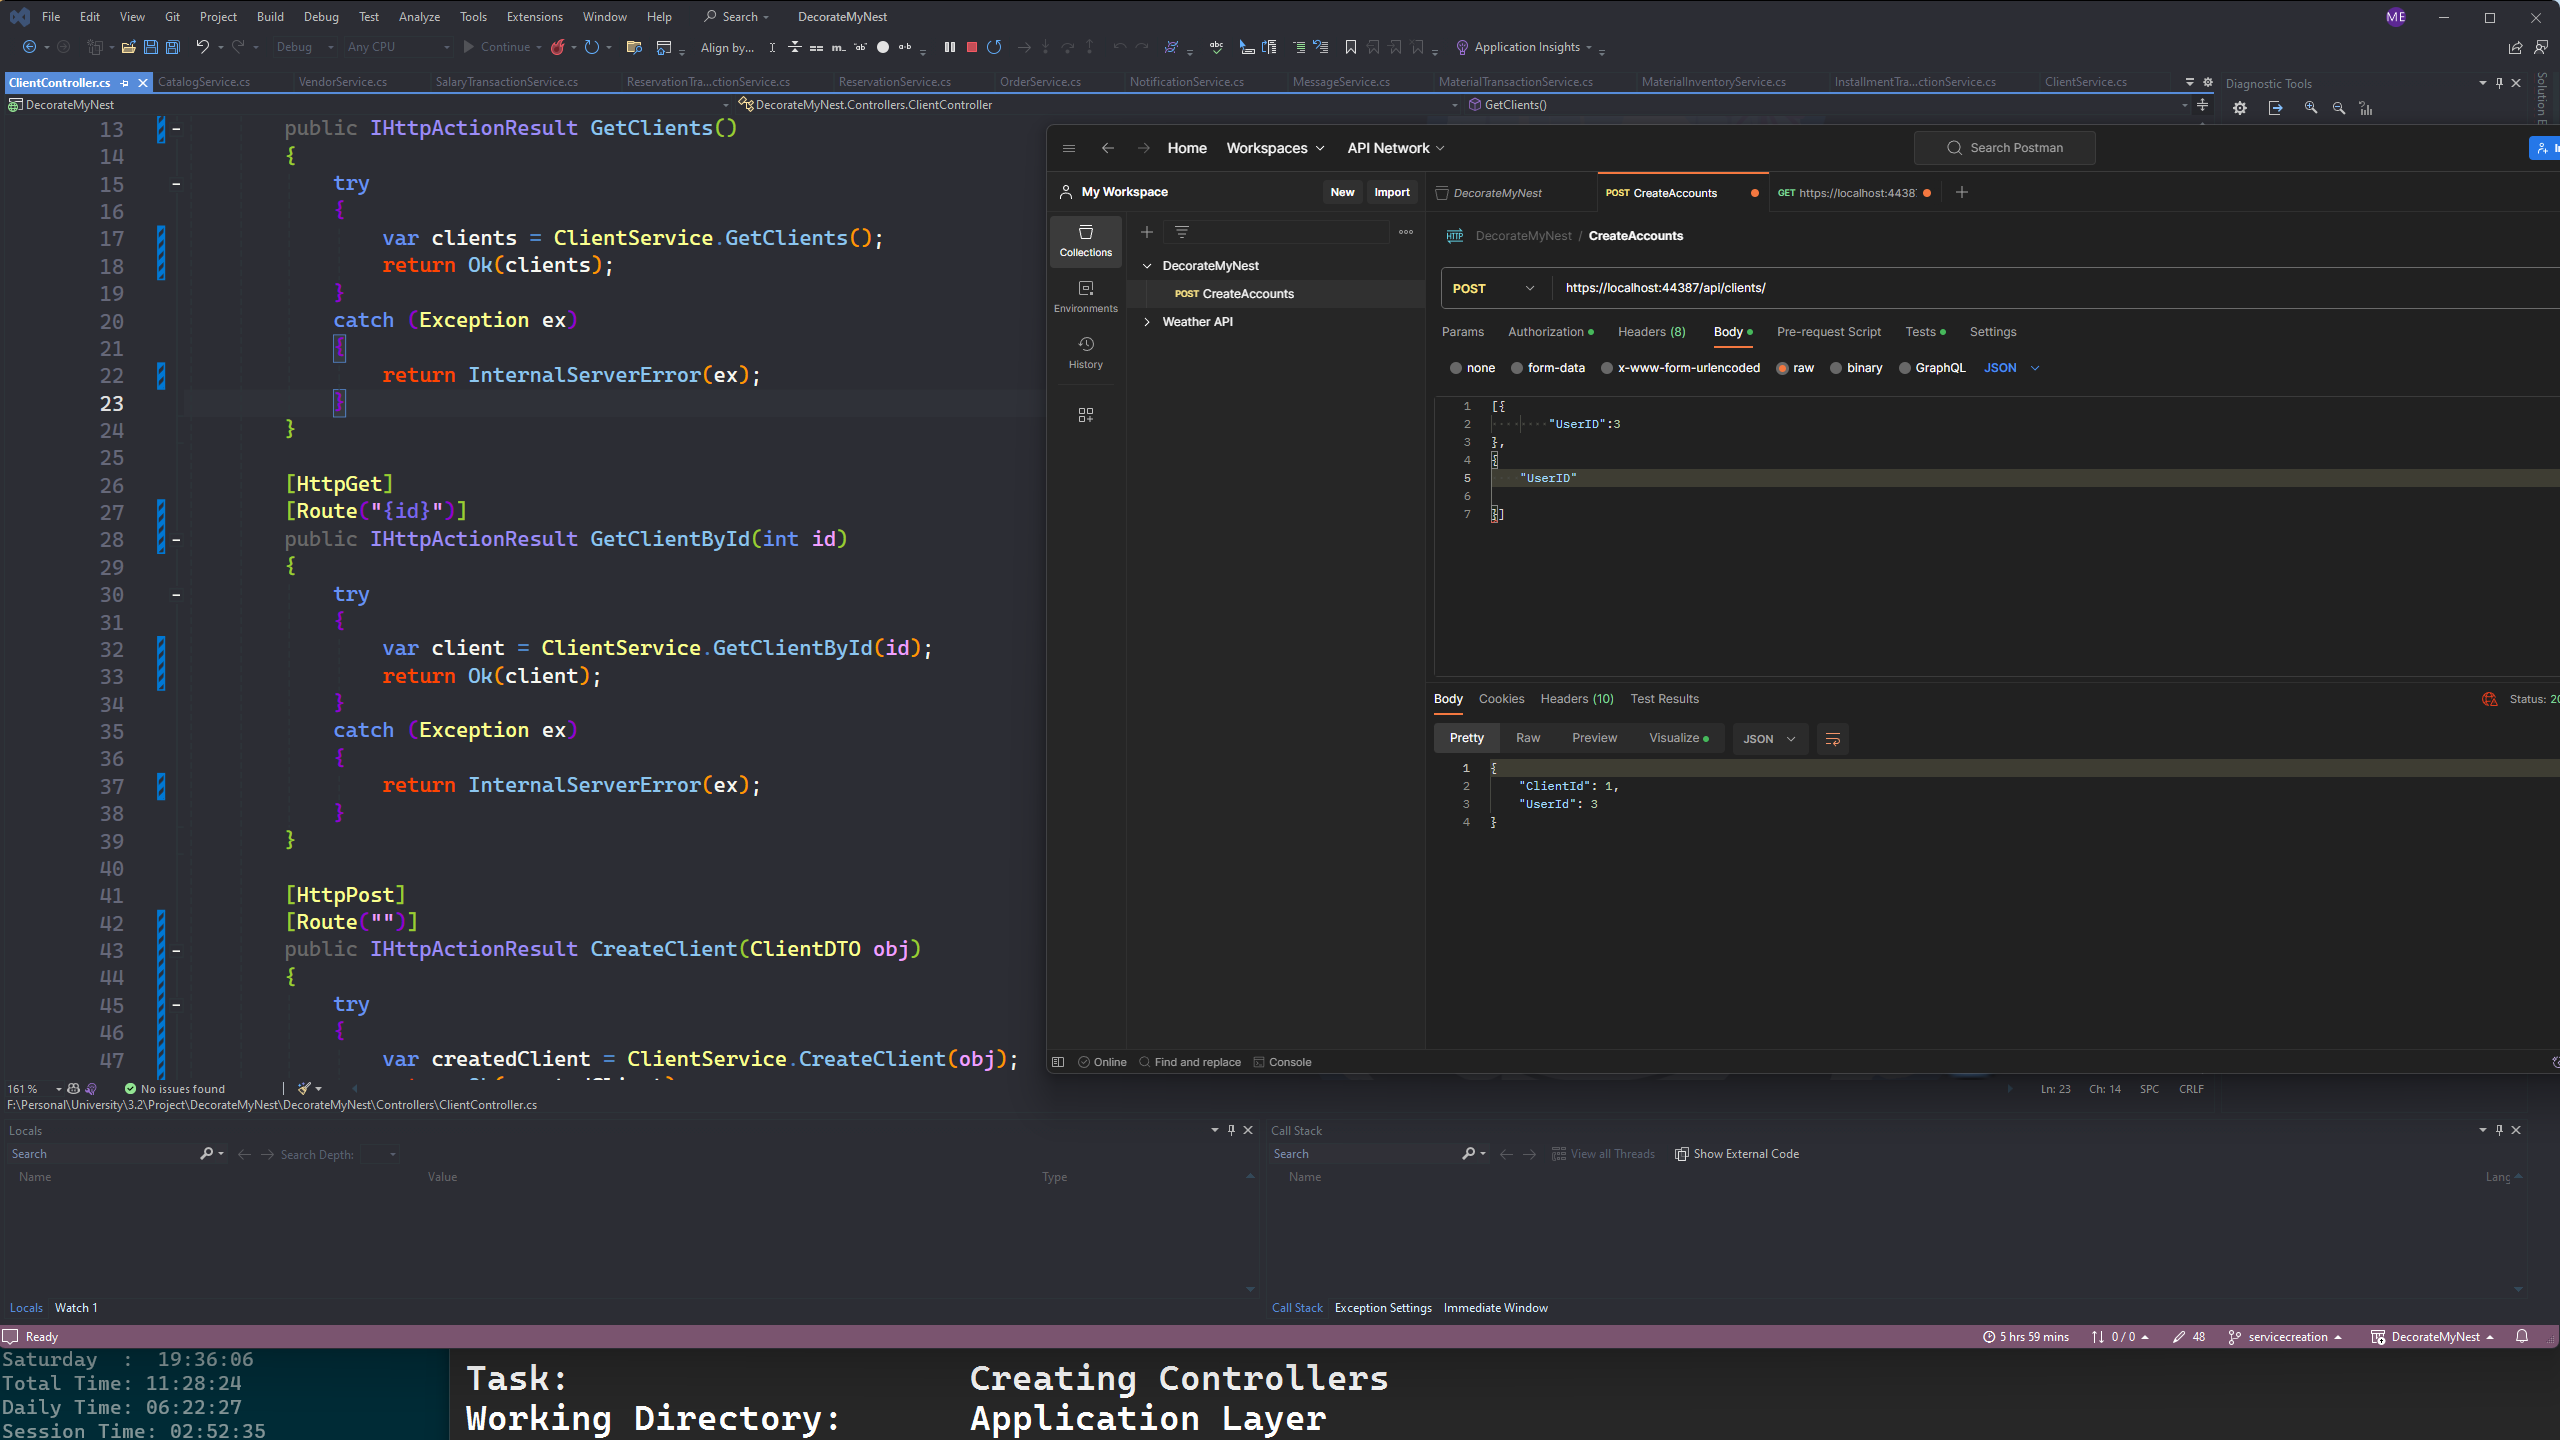 File Edit View Git Project Build Debug Test Analyze Tools Extensions Window Help Search DecorateMyNest ME
Debug Any CPU Continue Align by... Application Insights
ClientController.cs CatalogService.cs VendorService.cs SalaryTransactionService.cs ReservationTra...ctionService.cs ReservationService.cs OrderService.cs NotificationService.cs MessageService.cs MaterialTransactionService.cs MaterialInventoryService.cs InstallmentTra...ctionService.cs ClientService.cs Diagnostic Tools
DecorateMyNest DecorateMyNest.Controllers.ClientController GetClients()
13 public IHttpActionResult GetClients()
14 {
15 try
16 {
17 var clients = ClientService.GetClients();
18 return Ok(clients);
19 }
20 catch (Exception ex)
21 {
22 return InternalServerError(ex);
23 }
24 }
25
26 [HttpGet]
27 [Route("{id}")]
28 public IHttpActionResult GetClientById(int id)
29 {
30 try
31 {
32 var client = ClientService.GetClientById(id);
33 return Ok(client);
34 }
35 catch (Exception ex)
36 {
37 return InternalServerError(ex);
38 }
39 }
40
41 [HttpPost]
42 [Route("")]
43 public IHttpActionResult CreateClient(ClientDTO obj)
44 {
45 try
46 {
47 var createdClient = ClientService.CreateClient(obj);
Home Workspaces API Network Search Postman
My Workspace New Import DecorateMyNest POST CreateAccounts GET https://localhost:4438
Collections
Environments
History
DecorateMyNest
POST CreateAccounts
Weather API
HTTP DecorateMyNest / CreateAccounts
POST https://localhost:44387/api/clients/
Params Authorization Headers (8) Body Pre-request Script Tests Settings
none form-data x-www-form-urlencoded raw binary GraphQL JSON
1 [{
2 "UserID":3
3 },
4 {
5 "UserID"
6
7 }]
Body Cookies Headers (10) Test Results Status: 20
Pretty Raw Preview Visualize JSON
1 {
2 "ClientId": 1,
3 "UserId": 3
4 }
Online Find and replace Console
161 % No issues found Ln: 23 Ch: 14 SPC CRLF
F:\Personal\University\3.2\Project\DecorateMyNest\DecorateMyNest\Controllers\ClientController.cs
Locals
Search Search Depth:
Name Value Type
Locals Watch 1
Call Stack
Search View all Threads Show External Code
Name Lang
Call Stack Exception Settings Immediate Window
Ready 5 hrs 59 mins 0 / 0 48 servicecreation DecorateMyNest
Saturday : 19:36:06
Total Time: 11:28:24
Daily Time: 06:22:27
Session Time: 02:52:35
Task: Creating Controllers
Working Directory: Application Layer